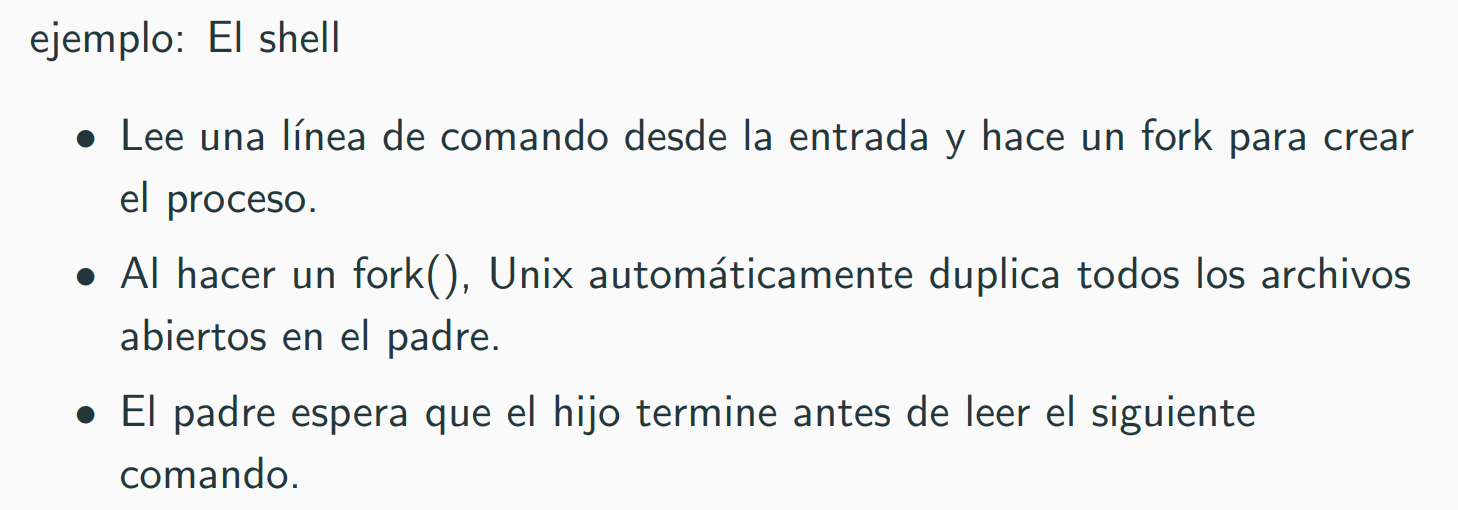 ejemplo: El shell
• Lee una línea de comando desde la entrada y hace un fork para crear
el proceso.
• Al hacer un fork(), Unix automáticamente duplica todos los archivos
abiertos en el padre.
• El padre espera que el hijo termine antes de leer el siguiente
comando.